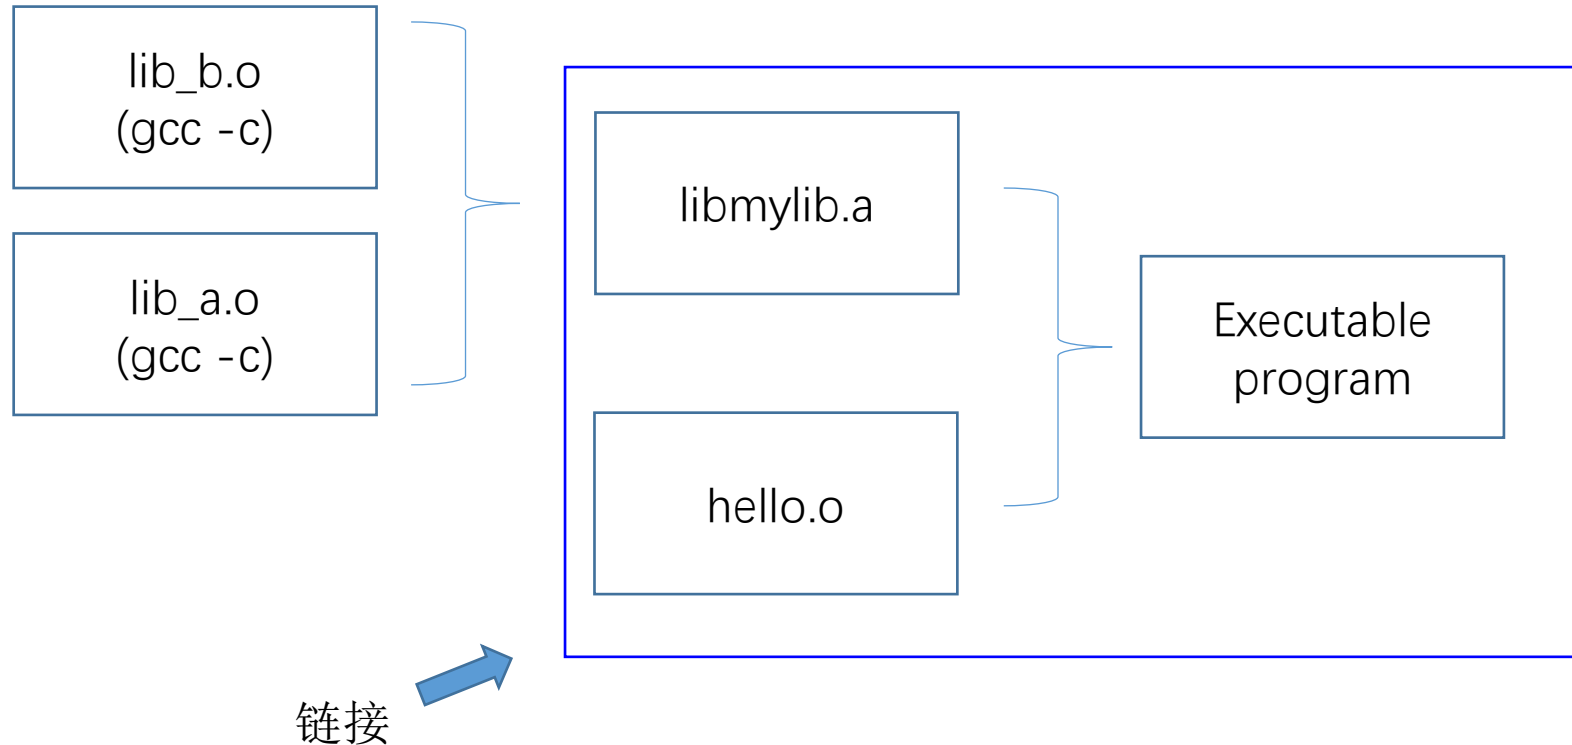 lib_b.o
(gcc -c)
lib_a.o
(gcc -c)
libmylib.a
hello.o
Executable
program
链接